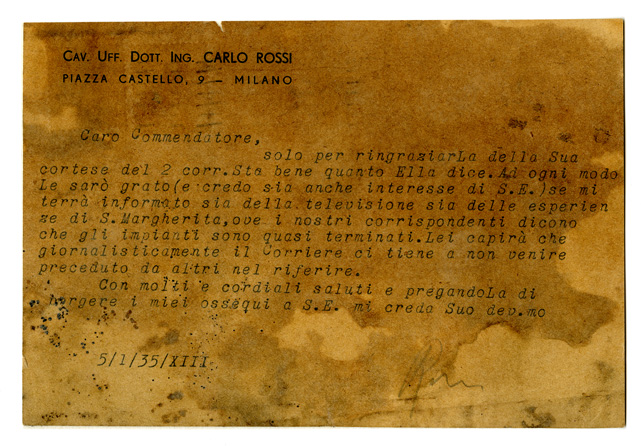 CAV. UFF. DOTT. ING. CARLO ROSSI
PIAZZA CASTELLO, 9 — MILANO
Caro Commendatore,
solo per ringraziarLa della Sua
cortese del 2 corr.Sta bene quanto Ella dice.Ad ogni modo
Le sarò grato(e credo sia anche interesse di S.E.)se mi
terrà informato sia della televisione sia delle esperien
ze di S.Margherita,ove i nostri corrispondenti dicono
che gli impianti sono quasi terminati.Lei capirà che
giornalisticamente il Corriere ci tiene a non venire
preceduto da altri nel riferire.
Con molti e cordiali saluti e pregandoLa di
porgere i miei ossequi a S.E. mi creda Suo dev.mo
5/1/35/XIII